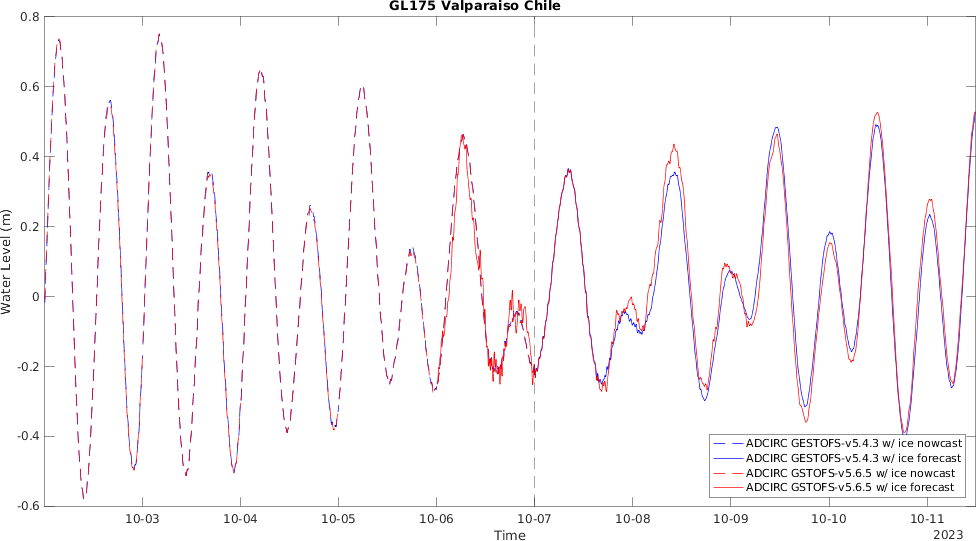 GL175 Valparaiso Chile
0.8
0.6
0.4
0.2
0
-0.2
-0.4
-0.6
Water Level (m)
10-03 10-04 10-05 10-06 10-07 10-08 10-09 10-10 10-11
Time
2023
ADCIRC GESTOFS-v5.4.3 w/ ice nowcast
ADCIRC GESTOFS-v5.4.3 w/ ice forecast
ADCIRC GSTOFS-v5.6.5 w/ ice nowcast
ADCIRC GSTOFS-v5.6.5 w/ ice forecast